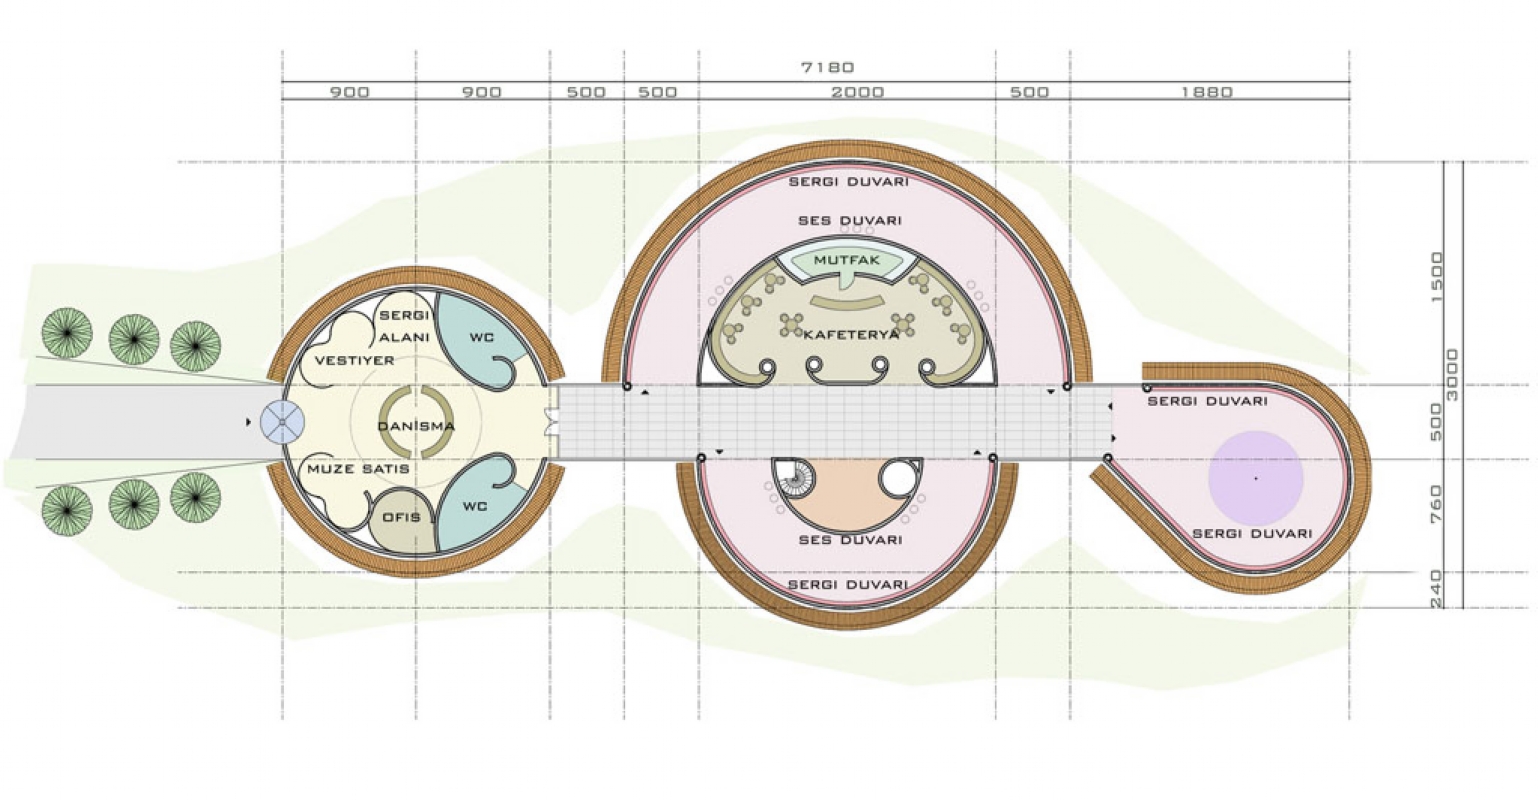 7180
900 900 500 500 2000 500 1880
SERGI DUVARI
SES DUVARI
MUTFAK
KAFETERYA
SERGI
ALANI
WC
VESTIYER
DANİSMA
MUZE SATIS
OFIS
WC
SES DUVARI
SERGI DUVARI
SERGI DUVARI
SERGI DUVARI
1500
3000
500
760
240